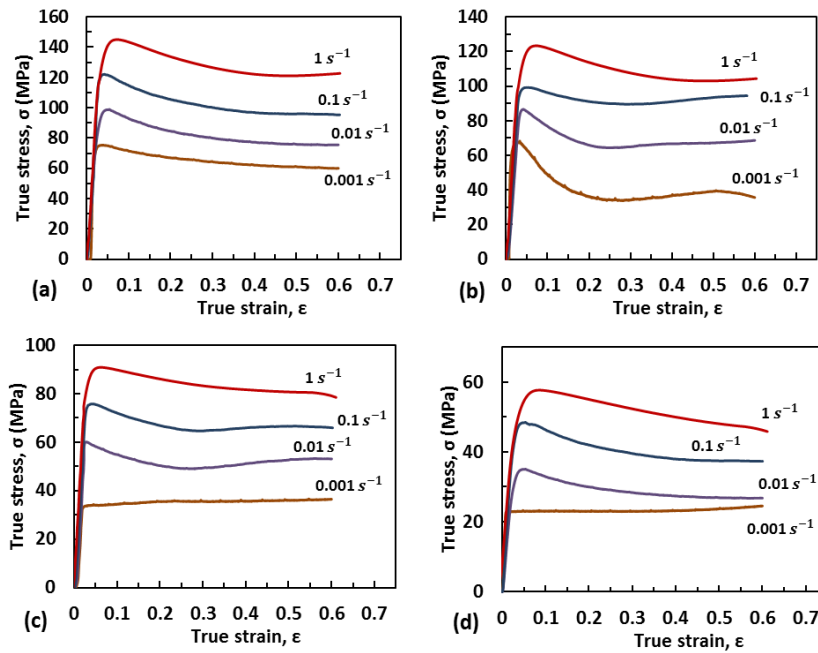 True stress, σ (MPa)
160
140
120
100
80
60
40
20
0
1 s⁻¹
0.1 s⁻¹
0.01 s⁻¹
0.001 s⁻¹
0 0.1 0.2 0.3 0.4 0.5 0.6 0.7
True strain, ε
(a)
True stress, σ (MPa)
140
120
100
80
60
40
20
0
1 s⁻¹
0.1 s⁻¹
0.01 s⁻¹
0.001 s⁻¹
0 0.1 0.2 0.3 0.4 0.5 0.6 0.7
True strain, ε
(b)
True stress, σ (MPa)
100
80
60
40
20
0
1 s⁻¹
0.1 s⁻¹
0.01 s⁻¹
0.001 s⁻¹
0 0.1 0.2 0.3 0.4 0.5 0.6 0.7
True strain, ε
(c)
True stress, σ (MPa)
60
40
20
0
1 s⁻¹
0.1 s⁻¹
0.01 s⁻¹
0.001 s⁻¹
0 0.1 0.2 0.3 0.4 0.5 0.6 0.7
True strain, ε
(d)